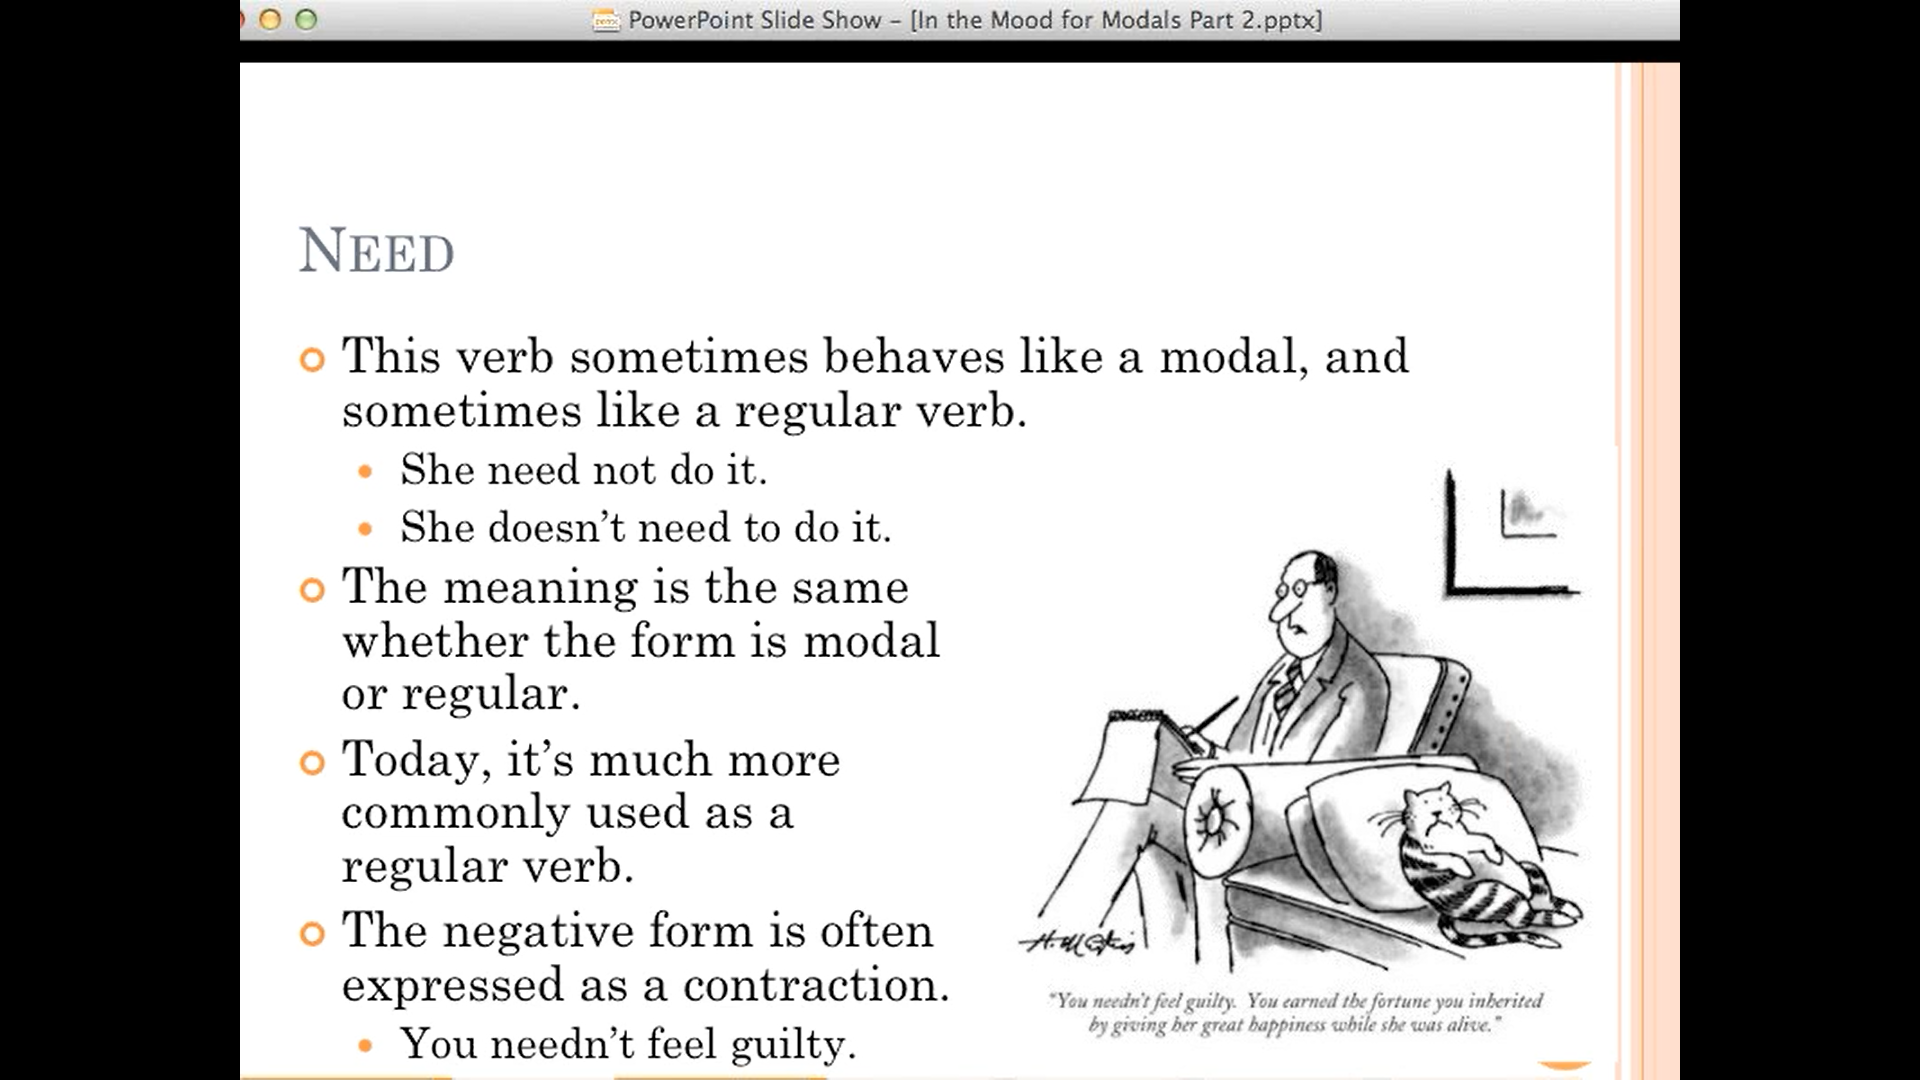 PowerPoint Slide Show – [In the Mood for Modals Part 2.pptx]
NEED
This verb sometimes behaves like a modal, and
sometimes like a regular verb.
She need not do it.
She doesn’t need to do it.
The meaning is the same
whether the form is modal
or regular.
Today, it’s much more
commonly used as a
regular verb.
The negative form is often
expressed as a contraction.
You needn’t feel guilty.
"You needn't feel guilty. You earned the fortune you inherited
by giving her great happiness while she was alive."